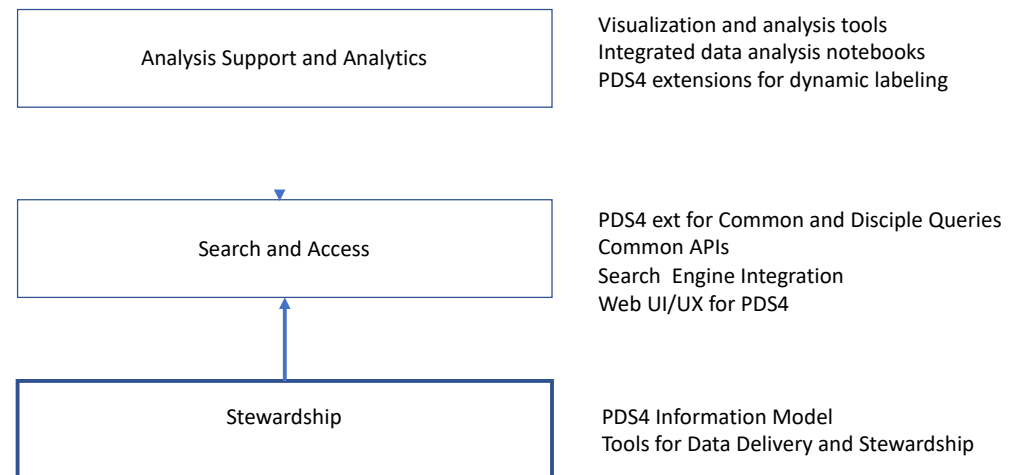 Analysis Support and Analytics
Visualization and analysis tools
Integrated data analysis notebooks
PDS4 extensions for dynamic labeling
Search and Access
PDS4 ext for Common and Disciple Queries
Common APIs
Search  Engine Integration
Web UI/UX for PDS4
Stewardship
PDS4 Information Model
Tools for Data Delivery and Stewardship